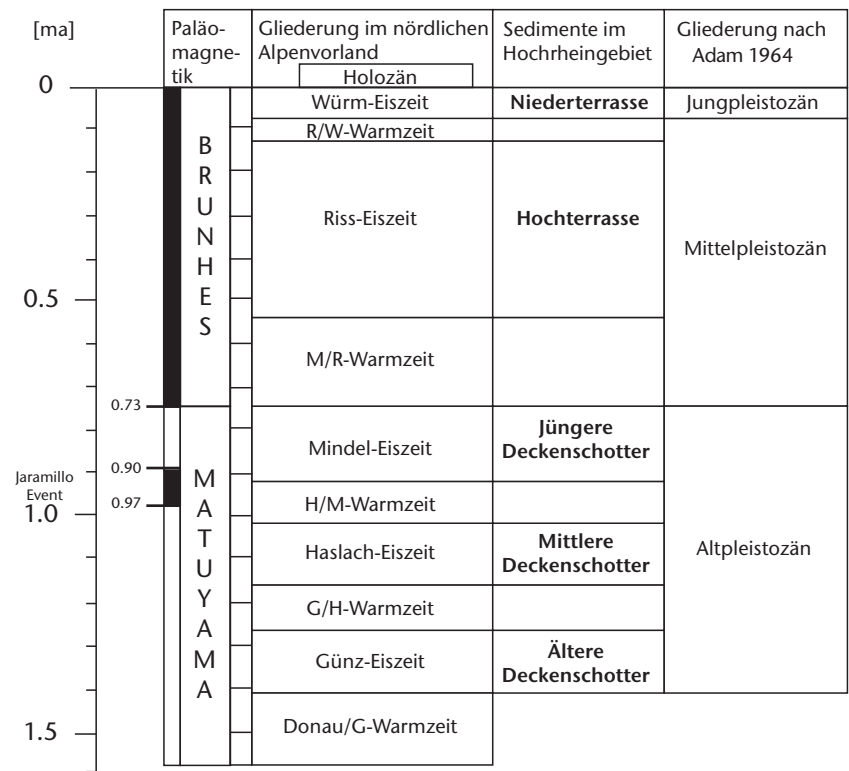 [ma]
Paläo-
magne-
tik
Gliederung im nördlichen
Alpenvorland
Holozän
Sedimente im
Hochrheingebiet
Gliederung nach
Adam 1964
0
Würm-Eiszeit
Niederterrasse
Jungpleistozän
R/W-Warmzeit
BRUNHES
Riss-Eiszeit
Hochterrasse
Mittelpleistozän
0.5
M/R-Warmzeit
0.73
Mindel-Eiszeit
Jüngere
Deckenschotter
0.90
Jaramillo
Event
0.97
MATUYAMA
H/M-Warmzeit
1.0
Haslach-Eiszeit
Mittlere
Deckenschotter
Altpleistozän
G/H-Warmzeit
Günz-Eiszeit
Ältere
Deckenschotter
Donau/G-Warmzeit
1.5